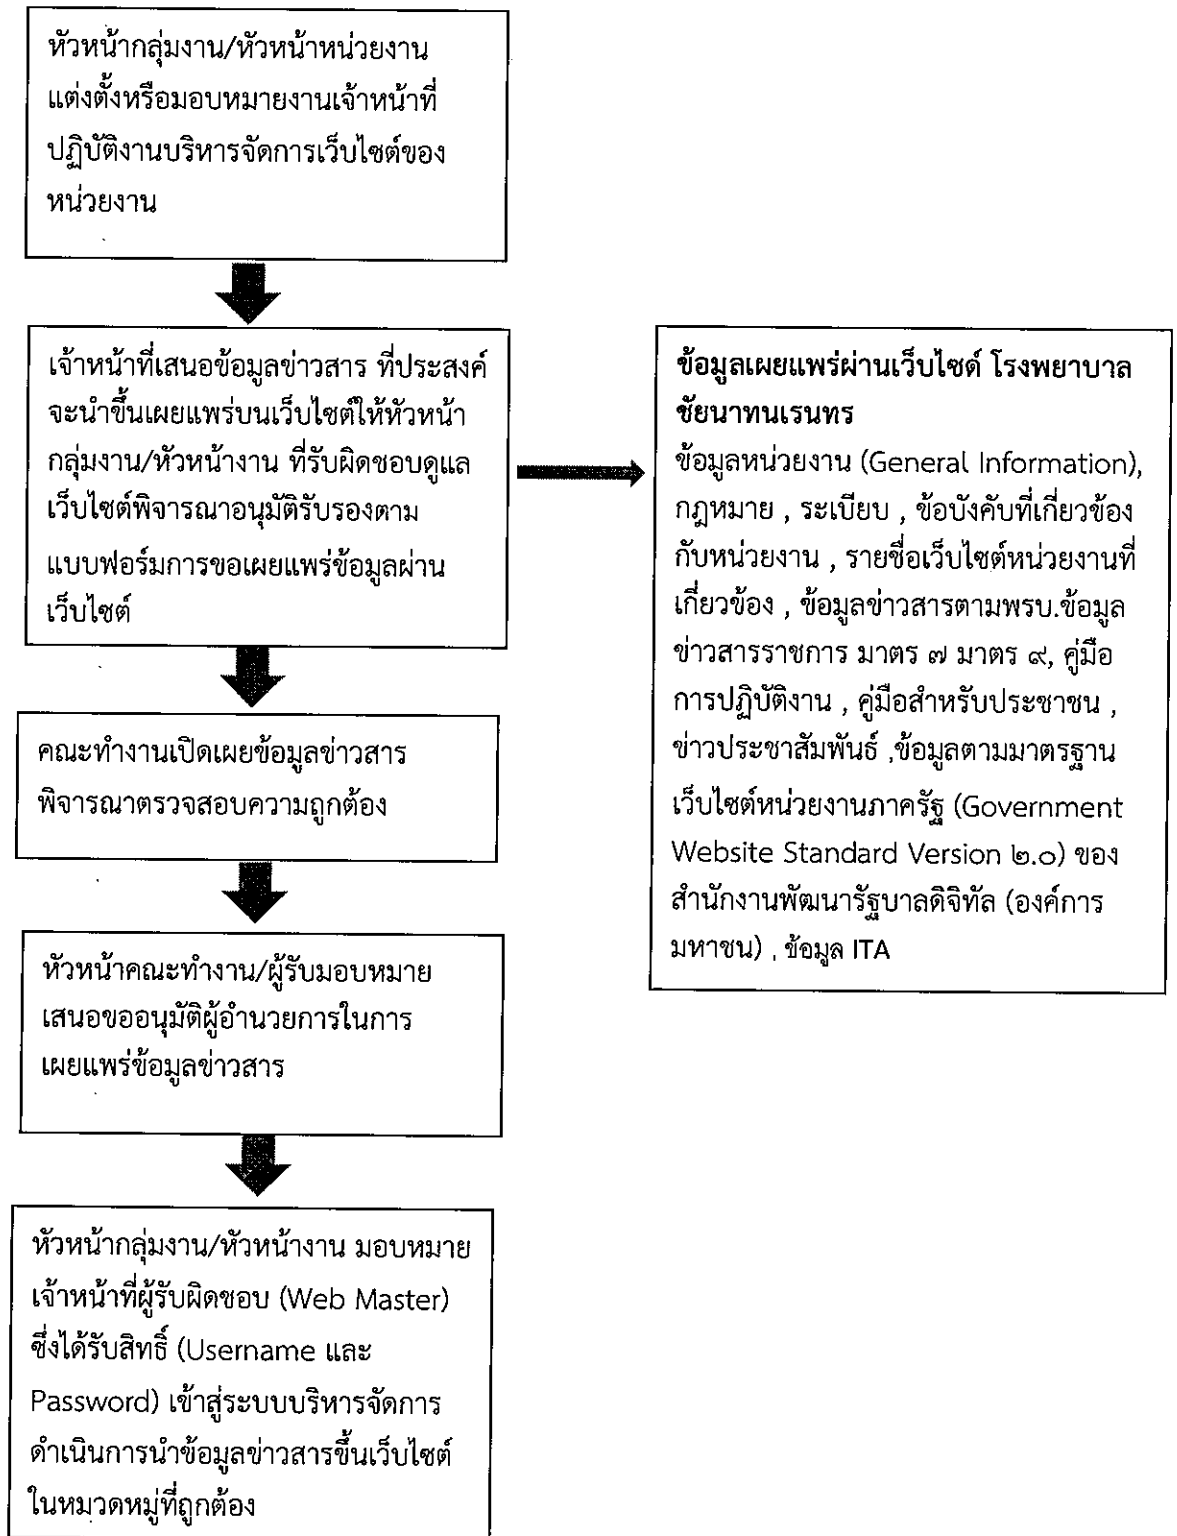 หัวหน้ากลุ่มงาน/หัวหน้าหน่วยงาน
แต่งตั้งหรือมอบหมายงานเจ้าหน้าที่
ปฏิบัติงานบริหารจัดการเว็บไซต์ของ
หน่วยงาน
เจ้าหน้าที่เสนอข้อมูลข่าวสาร ที่ประสงค์
จะนำขึ้นเผยแพร่บนเว็บไซต์ให้หัวหน้า
กลุ่มงาน/หัวหน้างาน ที่รับผิดชอบดูแล
เว็บไซต์พิจารณาอนุมัติรับรองตาม
แบบฟอร์มการขอเผยแพร่ข้อมูลผ่าน
เว็บไซต์
ข้อมูลเผยแพร่ผ่านเว็บไซด์ โรงพยาบาล
ชัยนาทนเรนทร
ข้อมูลหน่วยงาน (General Information),
กฎหมาย , ระเบียบ , ข้อบังคับที่เกี่ยวข้อง
กับหน่วยงาน , รายชื่อเว็บไซต์หน่วยงานที่
เกี่ยวข้อง , ข้อมูลข่าวสารตามพรบ.ข้อมูล
ข่าวสารราชการ มาตร ๗ มาตร ๙, คู่มือ
การปฏิบัติงาน , คู่มือสำหรับประชาชน ,
ข่าวประชาสัมพันธ์ ,ข้อมูลตามมาตรฐาน
เว็บไซต์หน่วยงานภาครัฐ (Government
Website Standard Version ๒.๐) ของ
สำนักงานพัฒนารัฐบาลดิจิทัล (องค์การ
มหาชน) , ข้อมูล ITA
คณะทำงานเปิดเผยข้อมูลข่าวสาร
พิจารณาตรวจสอบความถูกต้อง
หัวหน้าคณะทำงาน/ผู้รับมอบหมาย
เสนอขออนุมัติผู้อำนวยการในการ
เผยแพร่ข้อมูลข่าวสาร
หัวหน้ากลุ่มงาน/หัวหน้างาน มอบหมาย
เจ้าหน้าที่ผู้รับผิดชอบ (Web Master)
ซึ่งได้รับสิทธิ์ (Username และ
Password) เข้าสู่ระบบบริหารจัดการ
ดำเนินการนำข้อมูลข่าวสารขึ้นเว็บไซต์
ในหมวดหมู่ที่ถูกต้อง